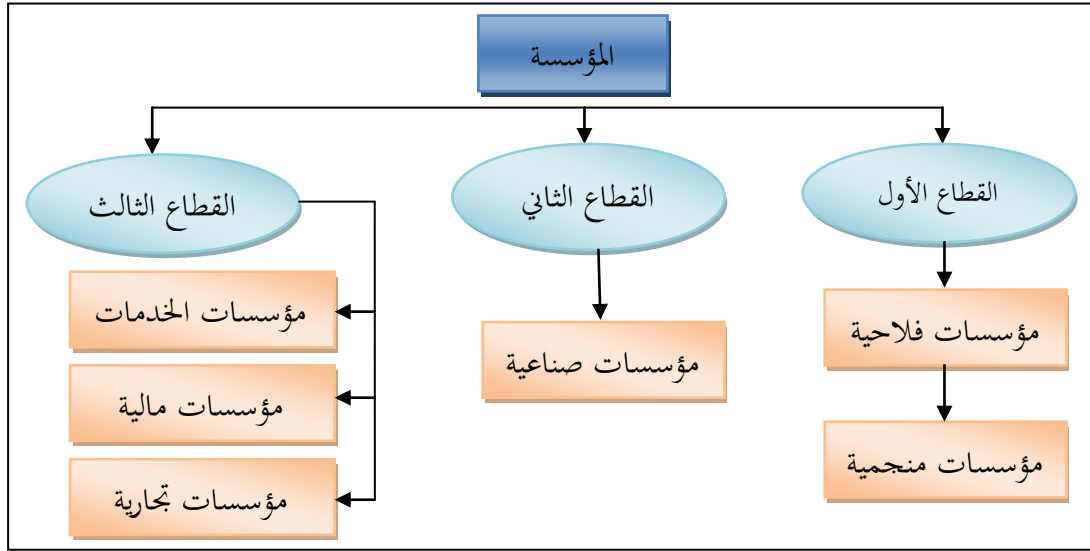 المؤسسة
القطاع الأول
القطاع الثاني
القطاع الثالث
مؤسسات فلاحية
مؤسسات منجمية
مؤسسات صناعية
مؤسسات الخدمات
مؤسسات مالية
مؤسسات تجارية